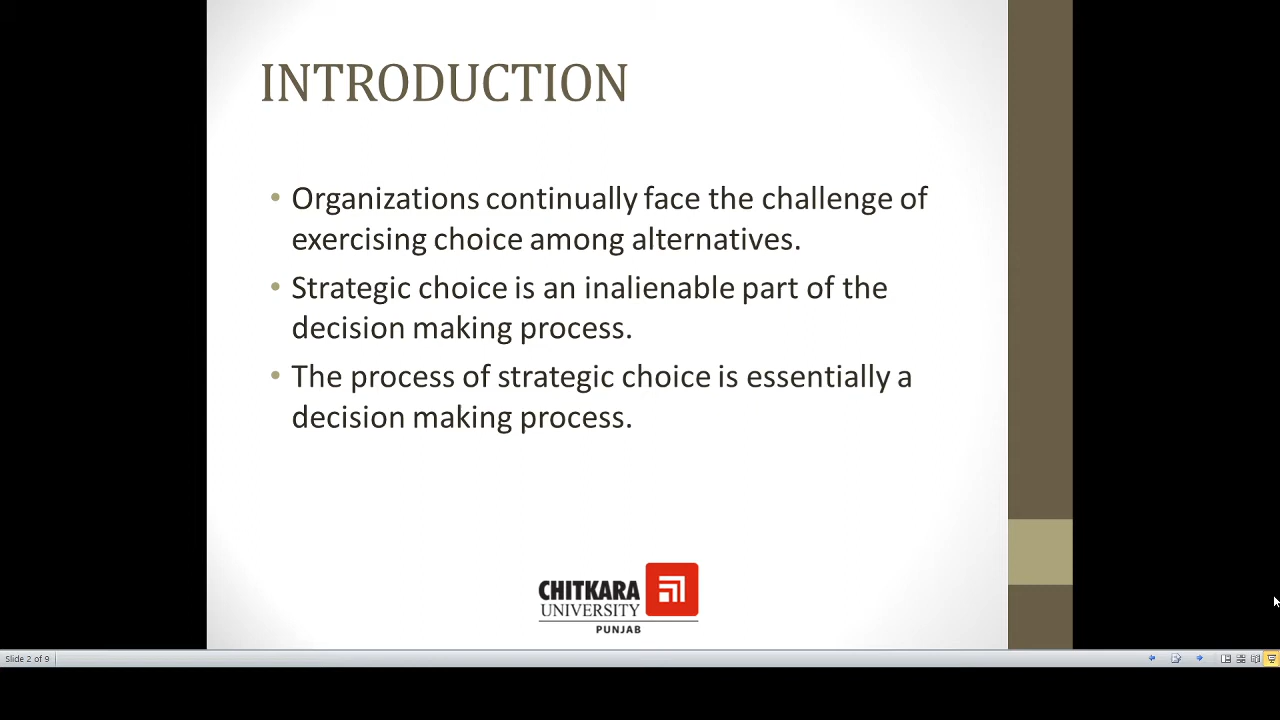 INTRODUCTION
• Organizations continually face the challenge of
exercising choice among alternatives.
• Strategic choice is an inalienable part of the
decision making process.
• The process of strategic choice is essentially a
decision making process.
CHITKARA
UNIVERSITY
PUNJAB
Slide 2 of 9